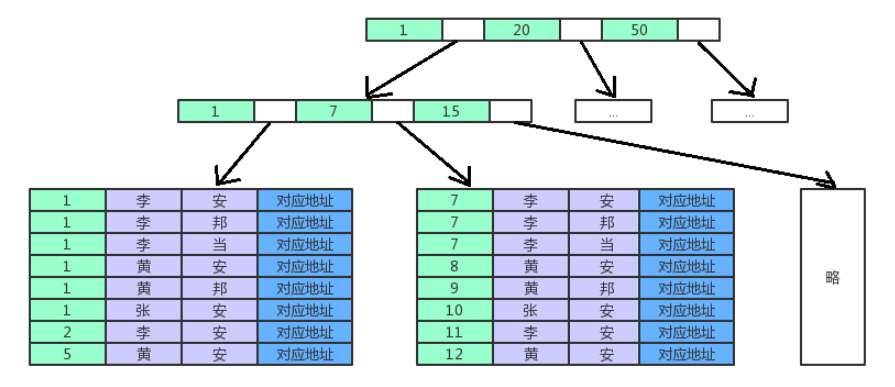 1 20 50
1 7 15 ... ...
1 李 安 对应地址
1 李 邦 对应地址
1 李 当 对应地址
1 黄 安 对应地址
1 黄 邦 对应地址
1 张 安 对应地址
2 李 安 对应地址
5 黄 安 对应地址
7 李 安 对应地址
7 李 邦 对应地址
7 李 当 对应地址
8 黄 安 对应地址
9 黄 邦 对应地址
10 张 安 对应地址
11 李 安 对应地址
12 黄 安 对应地址
略